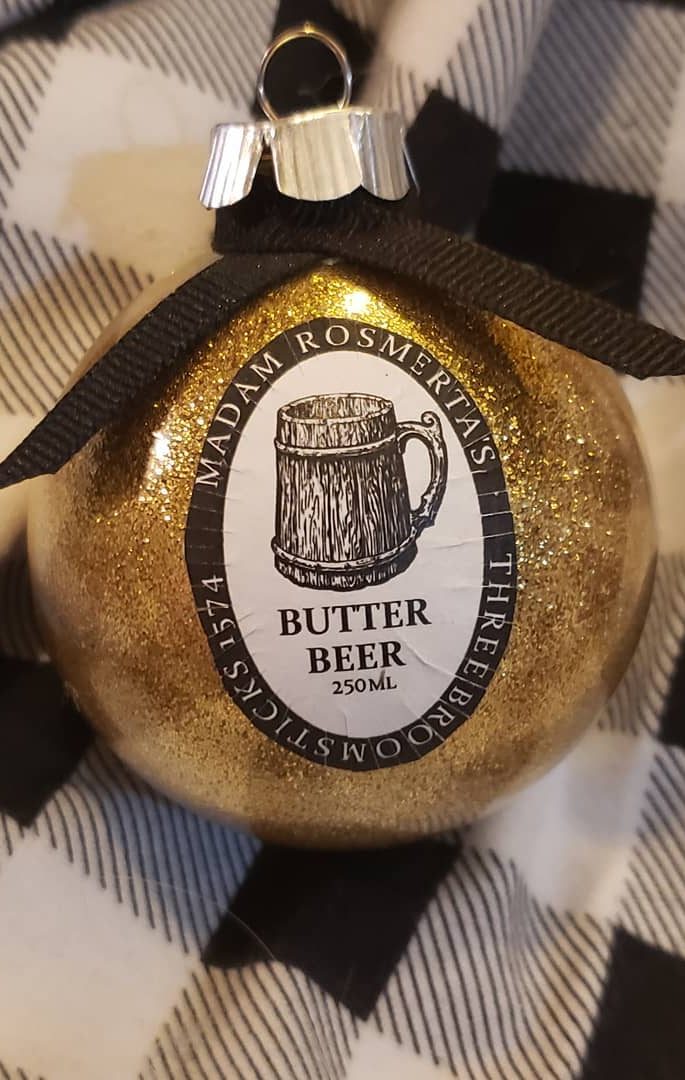 MADAM ROSMERTA'S · THREE BROOMSTICKS 1574
BUTTER
BEER
250ML